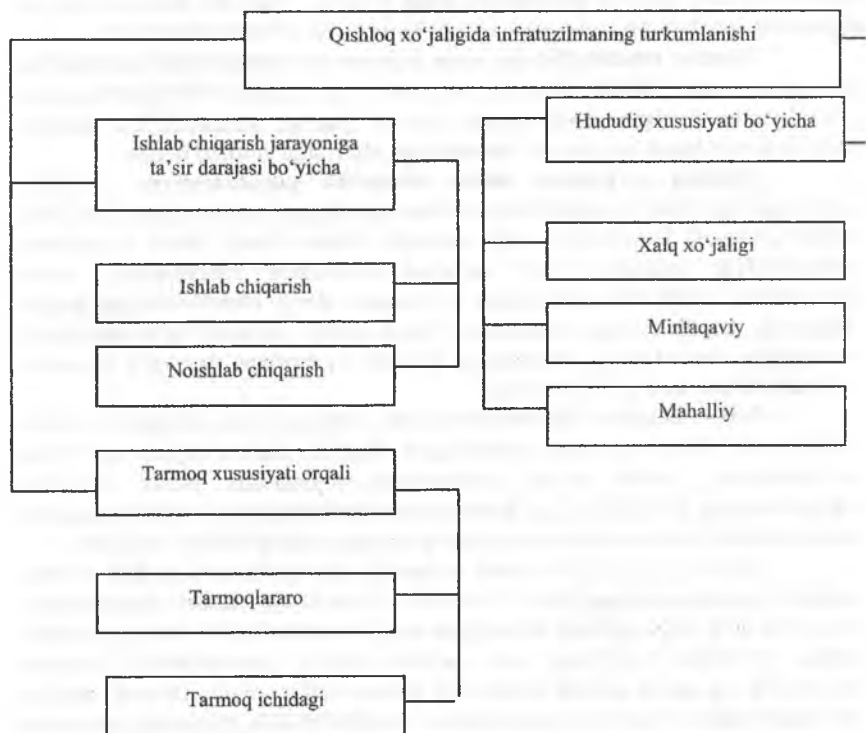 Qishloq xo‘jaligida infratuzilmaning turkumlanishi
Ishlab chiqarish jarayoniga
ta’sir darajasi bo‘yicha
Ishlab chiqarish
Noishlab chiqarish
Hududiy xususiyati bo‘yicha
Xalq xo‘jaligi
Mintaqaviy
Mahalliy
Tarmoq xususiyati orqali
Tarmoqlararo
Tarmoq ichidagi